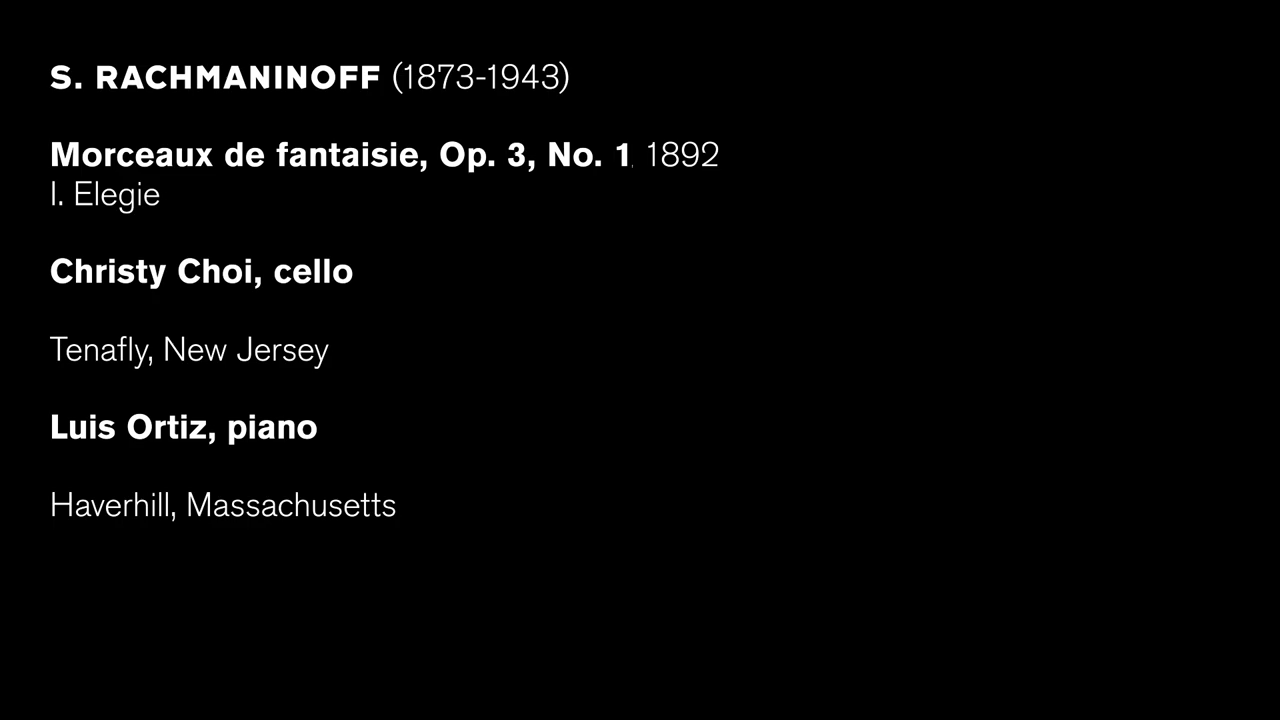 S. RACHMANINOFF (1873-1943)
Morceaux de fantaisie, Op. 3, No. 1, 1892
I. Elegie
Christy Choi, cello
Tenafly, New Jersey
Luis Ortiz, piano
Haverhill, Massachusetts